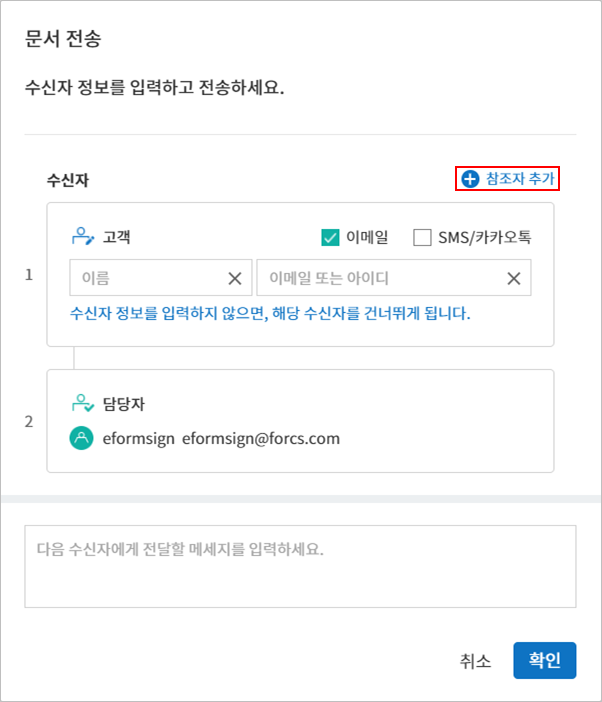 문서 전송
수신자 정보를 입력하고 전송하세요.
수신자
참조자 추가
1
고객
이메일
SMS/카카오톡
이름
이메일 또는 아이디
수신자 정보를 입력하지 않으면, 해당 수신자를 건너뛰게 됩니다.
2
담당자
eformsign eformsign@forcs.com
다음 수신자에게 전달할 메세지를 입력하세요.
취소
확인